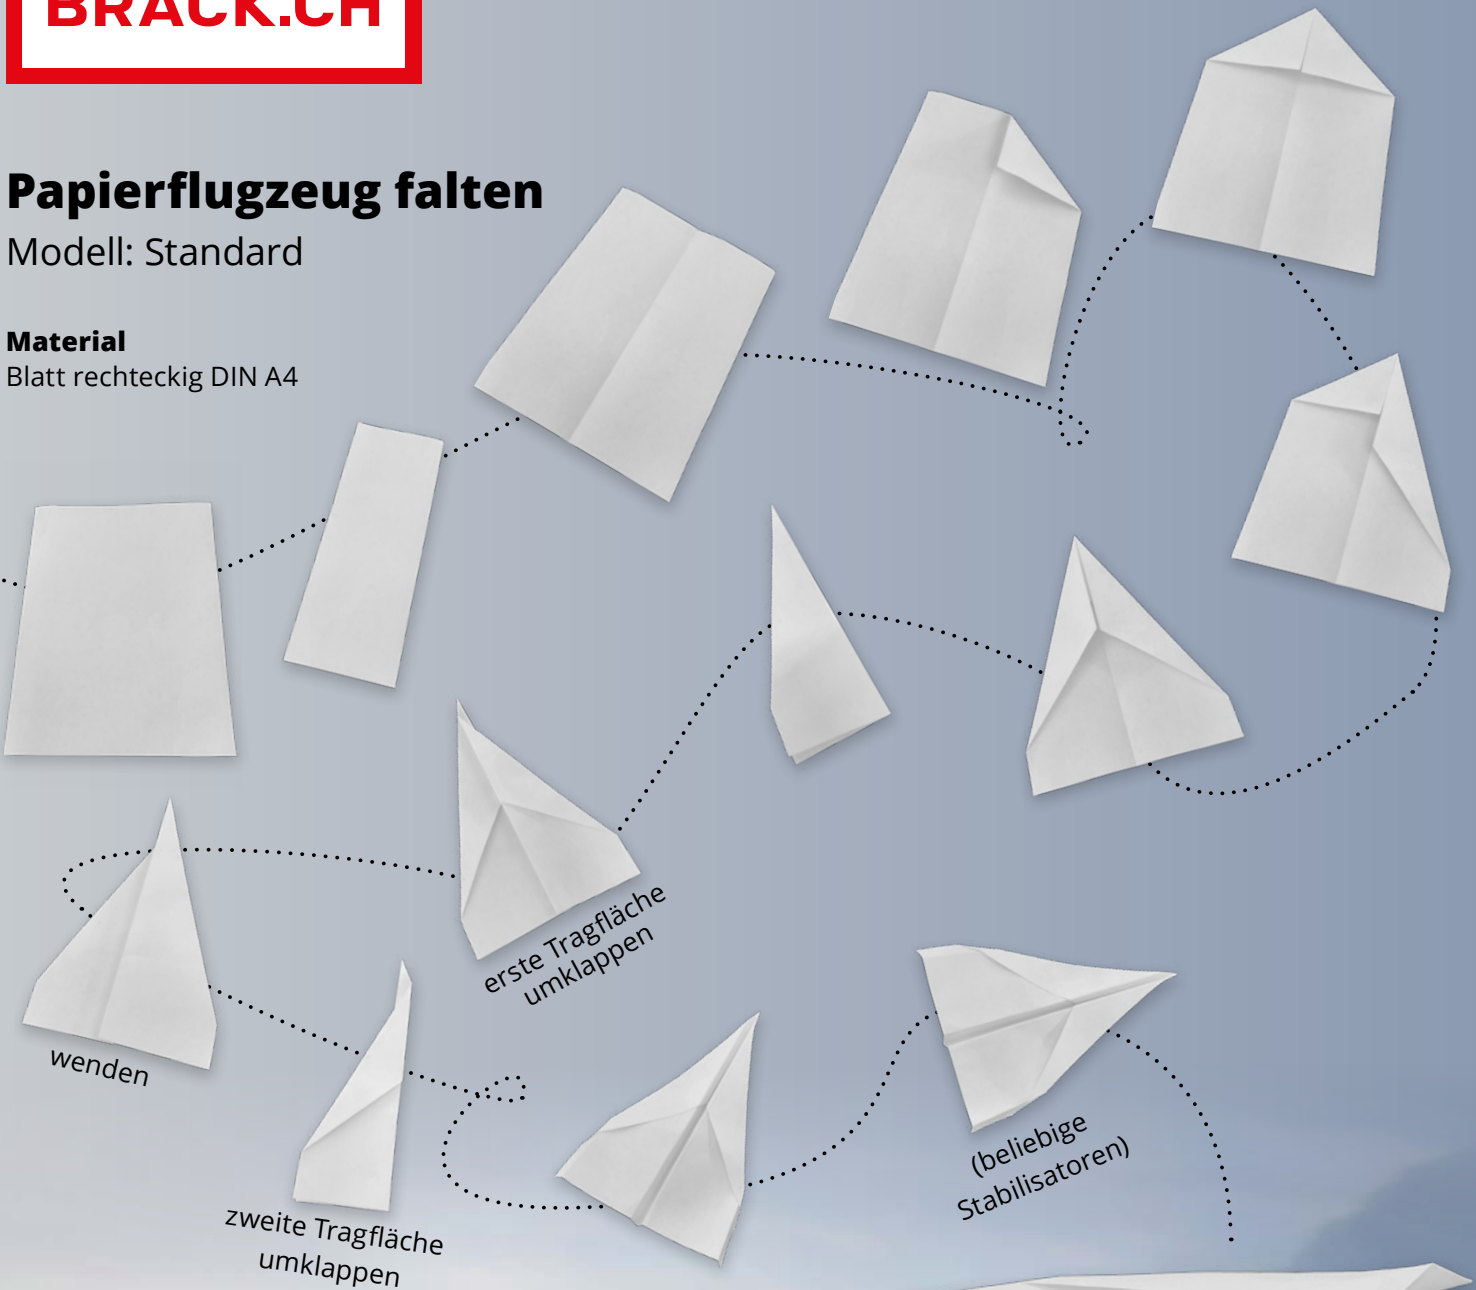 BRACK.CH
Papierflugzeug falten
Modell: Standard
Material
Blatt rechteckig DIN A4
erste Tragfläche
umklappen
wenden
zweite Tragfläche
umklappen
(beliebige
Stabilisatoren)